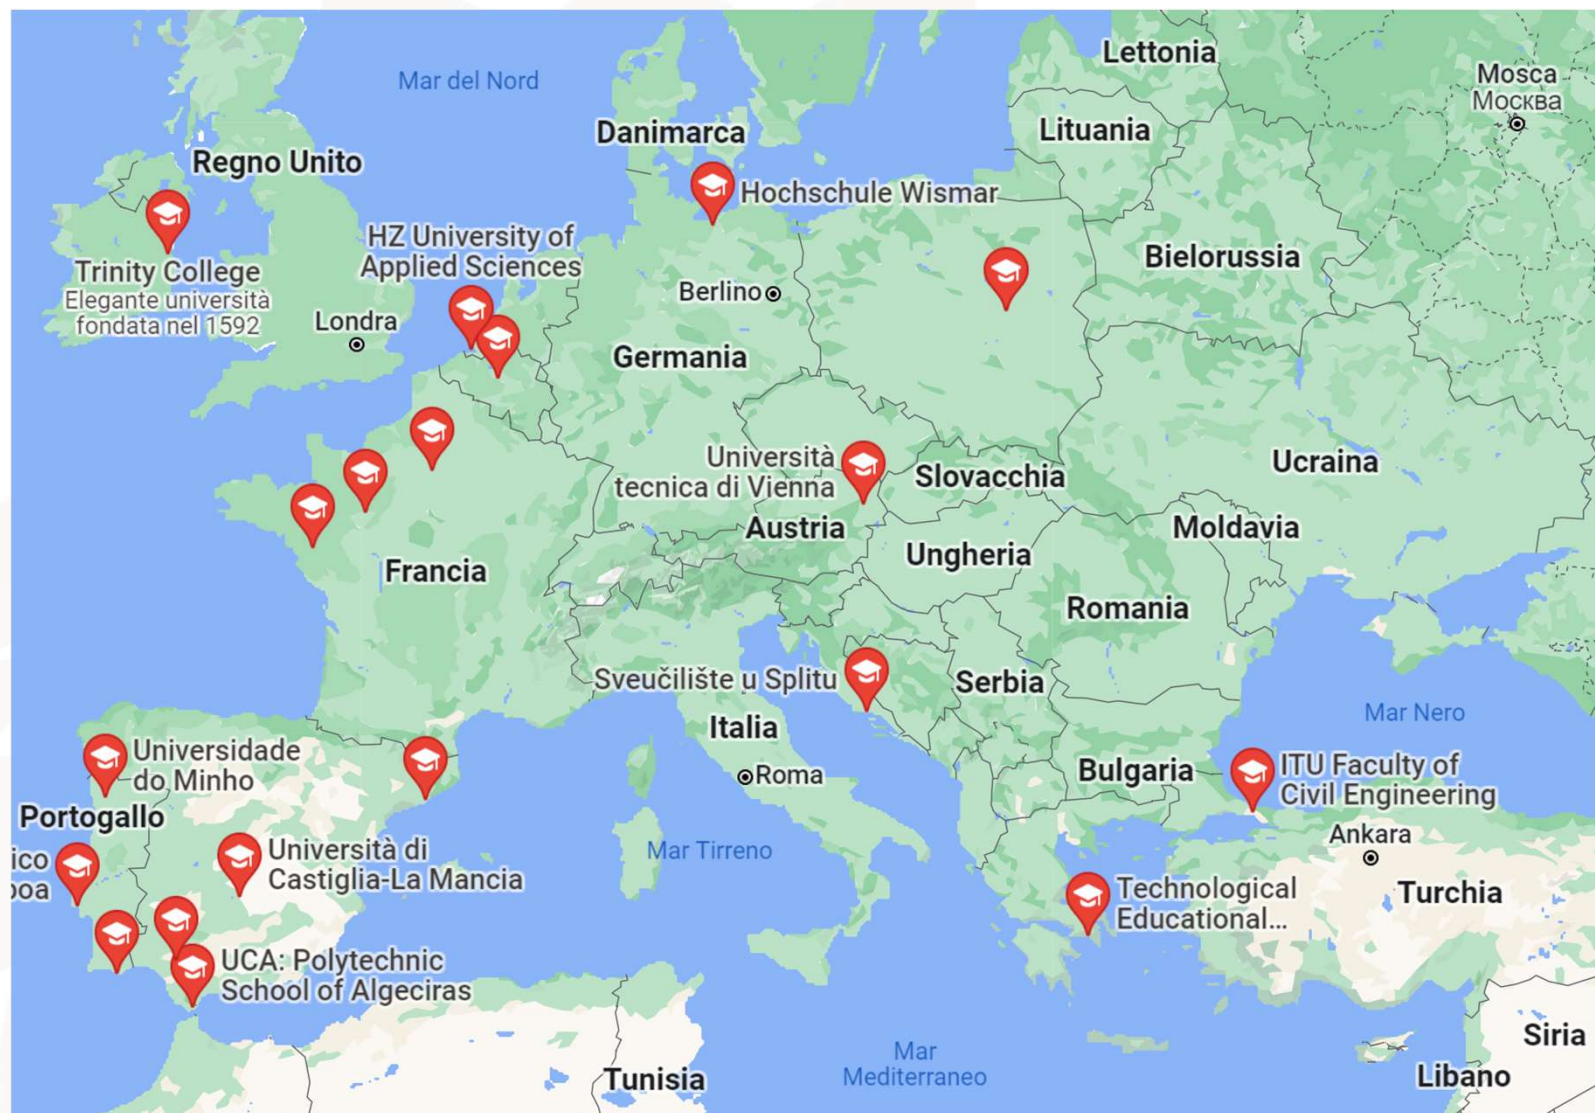 Lettonia
Mosca
Москва
Mar del Nord
Danimarca
Lituania
Regno Unito
Hochschule Wismar
HZ University of
Applied Sciences
Bielorussia
Trinity College
Elegante università
fondata nel 1592
Berlino
Londra
Germania
Università
tecnica di Vienna
Slovacchia
Ucraina
Austria
Moldavia
Ungheria
Francia
Romania
Sveučilište u Splitu
Serbia
Italia
Mar Nero
Universidade
do Minho
Roma
Bulgaria
ITU Faculty of
Civil Engineering
Portogallo
Ankara
Mar Tirreno
Università di
Castiglia-La Mancia
ico
boa
Technological
Educational...
Turchia
UCA: Polytechnic
School of Algeciras
Siria
Mar
Mediterraneo
Tunisia
Libano